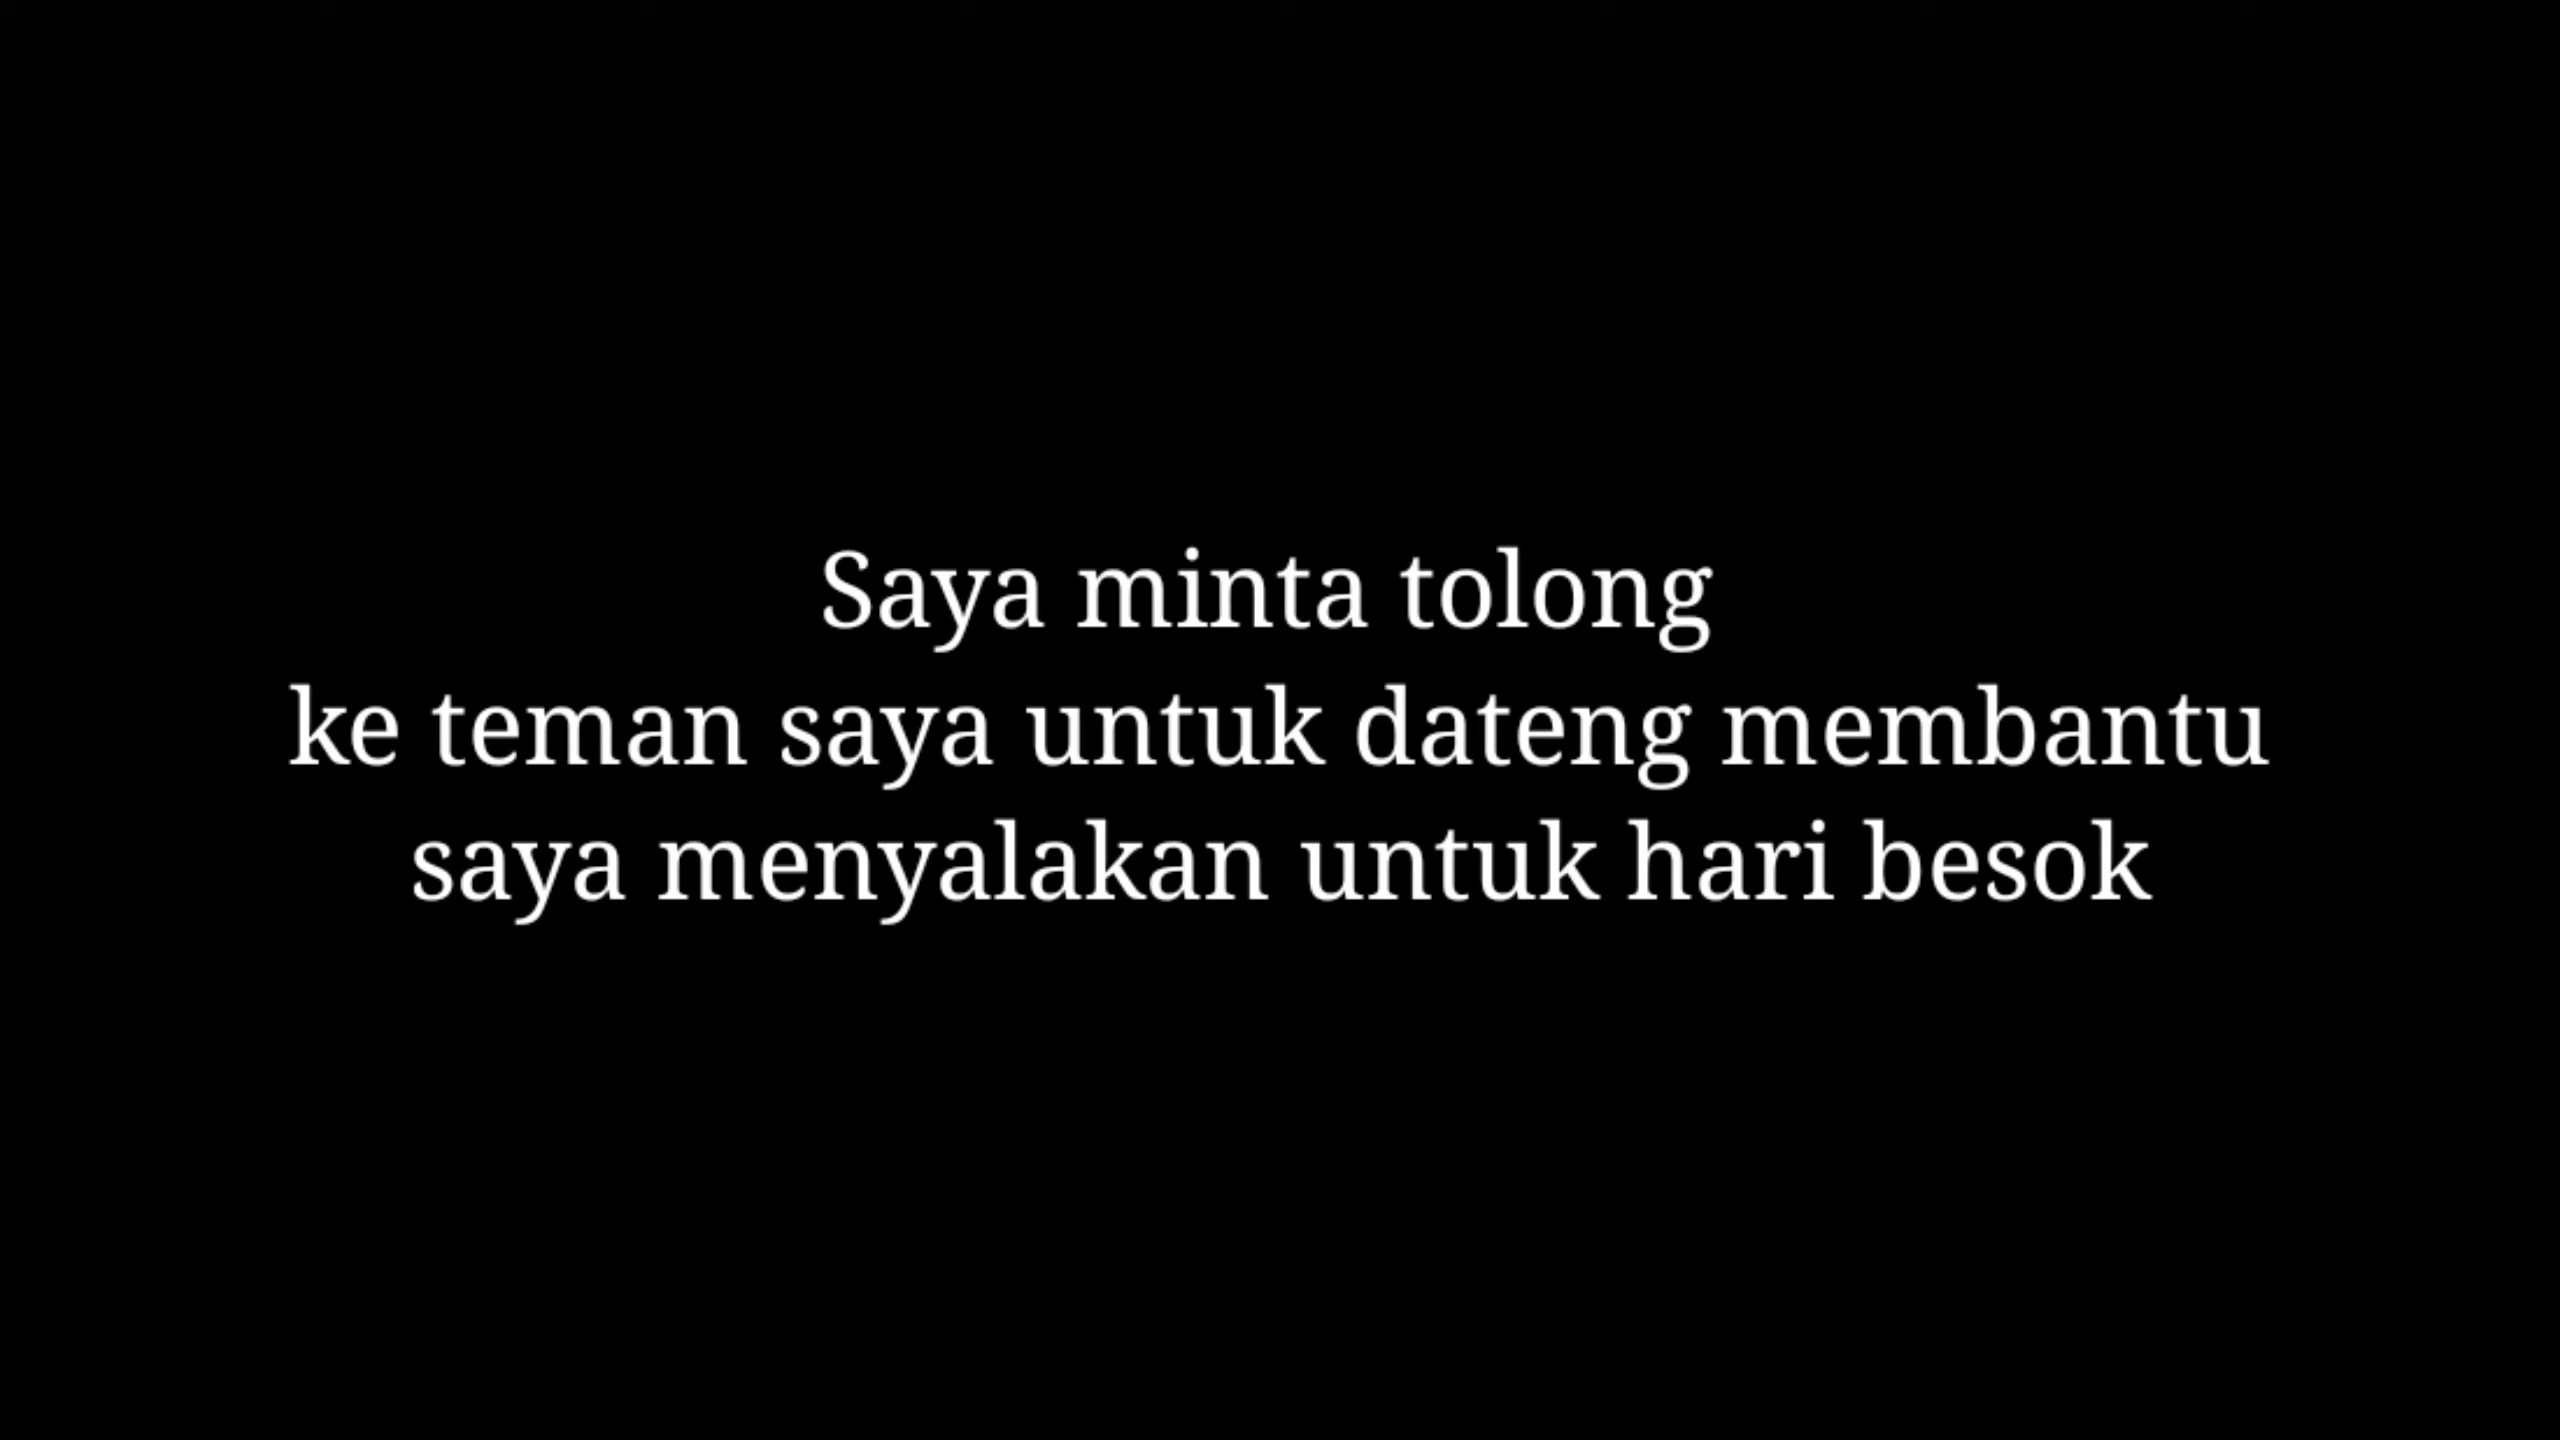 Saya minta tolong
ke teman saya untuk dateng membantu
saya menyalakan untuk hari besok